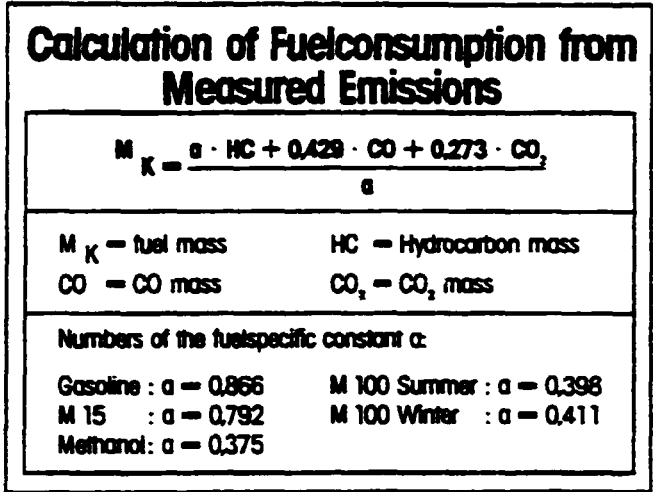 Calculation of Fuelconsumption from
Measured Emissions
M K = α · HC + 0,429 · CO + 0,273 · CO₂
α
M K = fuel mass HC = Hydrocarbon mass
CO = CO mass CO₂ = CO₂ mass
Numbers of the fuelspecific constant α:
Gasoline : α = 0,866 M 100 Summer : α = 0,398
M 15 : α = 0,792 M 100 Winter : α = 0,411
Methanol: α = 0,375